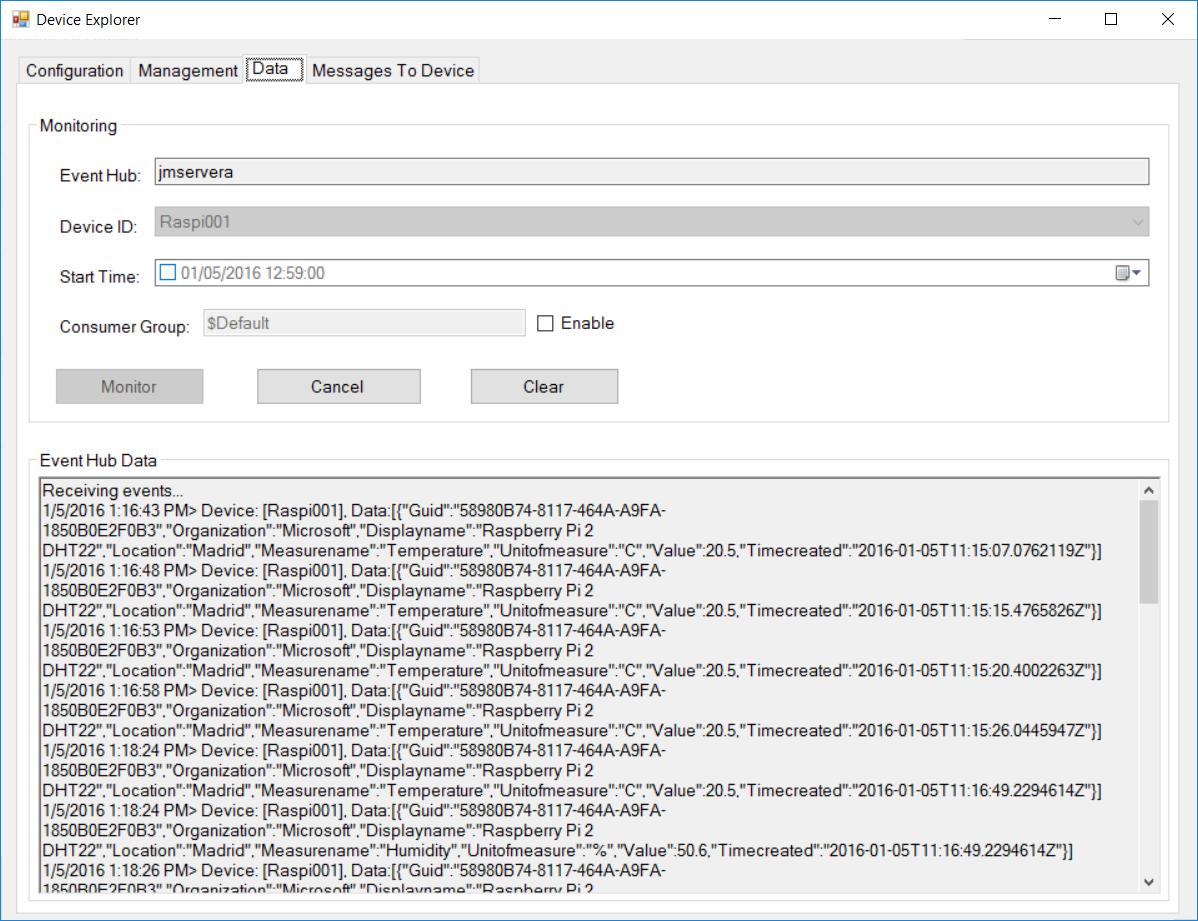 Device Explorer
Configuration
Management
Data
Messages To Device
Monitoring
Event Hub:
jmservera
Device ID:
Raspi001
Start Time:
01/05/2016 12:59:00
Consumer Group:
$Default
Enable
Monitor
Cancel
Clear
Event Hub Data
Receiving events...
1/5/2016 1:16:43 PM> Device: [Raspi001], Data:[{"Guid":"58980B74-8117-464A-A9FA-
1850B0E2F0B3","Organization":"Microsoft","Displayname":"Raspberry Pi 2
DHT22","Location":"Madrid","Measurename":"Temperature","Unitofmeasure":"C","Value":20.5,"Timecreated":"2016-01-05T11:15:07.0762119Z"}]
1/5/2016 1:16:48 PM> Device: [Raspi001], Data:[{"Guid":"58980B74-8117-464A-A9FA-
1850B0E2F0B3","Organization":"Microsoft","Displayname":"Raspberry Pi 2
DHT22","Location":"Madrid","Measurename":"Temperature","Unitofmeasure":"C","Value":20.5,"Timecreated":"2016-01-05T11:15:15.4765826Z"}]
1/5/2016 1:16:53 PM> Device: [Raspi001], Data:[{"Guid":"58980B74-8117-464A-A9FA-
1850B0E2F0B3","Organization":"Microsoft","Displayname":"Raspberry Pi 2
DHT22","Location":"Madrid","Measurename":"Temperature","Unitofmeasure":"C","Value":20.5,"Timecreated":"2016-01-05T11:15:20.4002263Z"}]
1/5/2016 1:16:58 PM> Device: [Raspi001], Data:[{"Guid":"58980B74-8117-464A-A9FA-
1850B0E2F0B3","Organization":"Microsoft","Displayname":"Raspberry Pi 2
DHT22","Location":"Madrid","Measurename":"Temperature","Unitofmeasure":"C","Value":20.5,"Timecreated":"2016-01-05T11:15:26.0445947Z"}]
1/5/2016 1:18:24 PM> Device: [Raspi001], Data:[{"Guid":"58980B74-8117-464A-A9FA-
1850B0E2F0B3","Organization":"Microsoft","Displayname":"Raspberry Pi 2
DHT22","Location":"Madrid","Measurename":"Temperature","Unitofmeasure":"C","Value":20.5,"Timecreated":"2016-01-05T11:16:49.2294614Z"}]
1/5/2016 1:18:24 PM> Device: [Raspi001], Data:[{"Guid":"58980B74-8117-464A-A9FA-
1850B0E2F0B3","Organization":"Microsoft","Displayname":"Raspberry Pi 2
DHT22","Location":"Madrid","Measurename":"Humidity","Unitofmeasure":"%","Value":50.6,"Timecreated":"2016-01-05T11:16:49.2294614Z"}]
1/5/2016 1:18:26 PM> Device: [Raspi001], Data:[{"Guid":"58980B74-8117-464A-A9FA-
1850B0E2F0B3","Organization":"Microsoft","Displayname":"Raspberry Pi 2